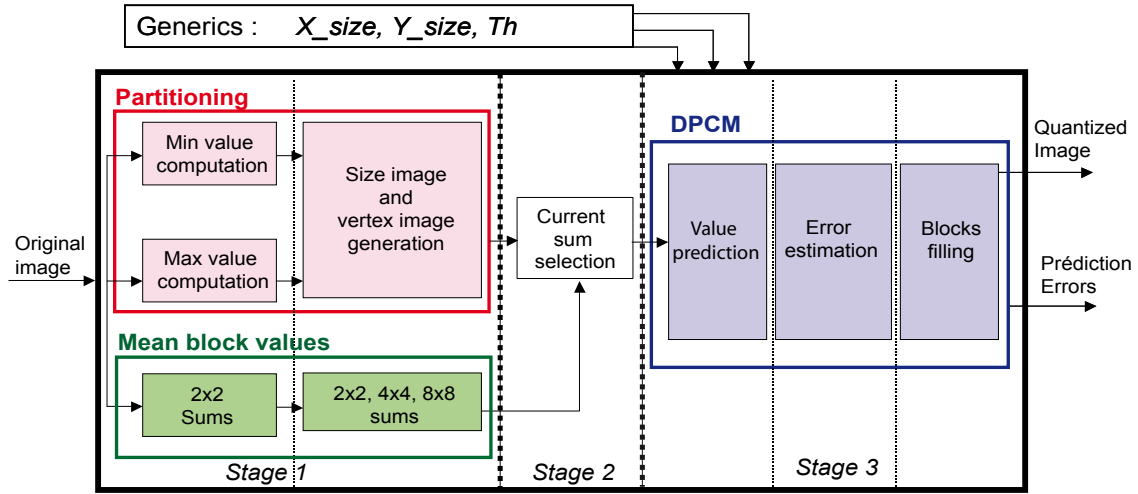 Generics : X_size, Y_size, Th
Partitioning
Min value
computation
Size image
and
vertex image
generation
Max value
computation
Original
image
Mean block values
2x2
Sums
2x2, 4x4, 8x8
sums
Stage 1
Current
sum
selection
Stage 2
DPCM
Value
prediction
Error
estimation
Blocks
filling
Stage 3
Quantized
Image
Prédiction
Errors